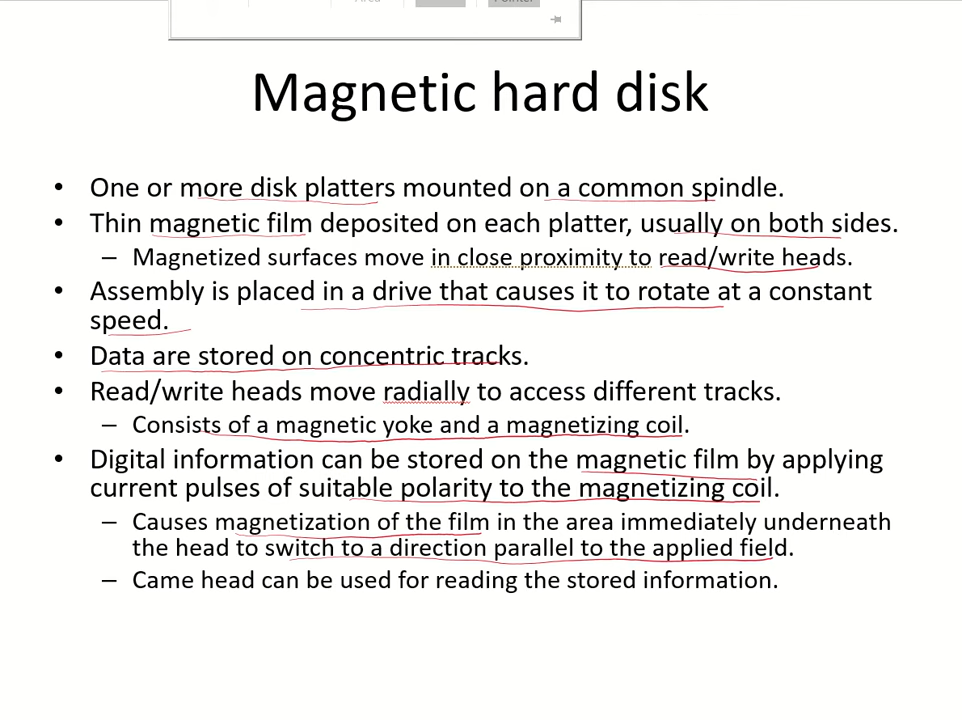 Magnetic hard disk
• One or more disk platters mounted on a common spindle.
• Thin magnetic film deposited on each platter, usually on both sides.
– Magnetized surfaces move in close proximity to read/write heads.
• Assembly is placed in a drive that causes it to rotate at a constant
speed.
• Data are stored on concentric tracks.
• Read/write heads move radially to access different tracks.
– Consists of a magnetic yoke and a magnetizing coil.
• Digital information can be stored on the magnetic film by applying
current pulses of suitable polarity to the magnetizing coil.
– Causes magnetization of the film in the area immediately underneath
the head to switch to a direction parallel to the applied field.
– Came head can be used for reading the stored information.